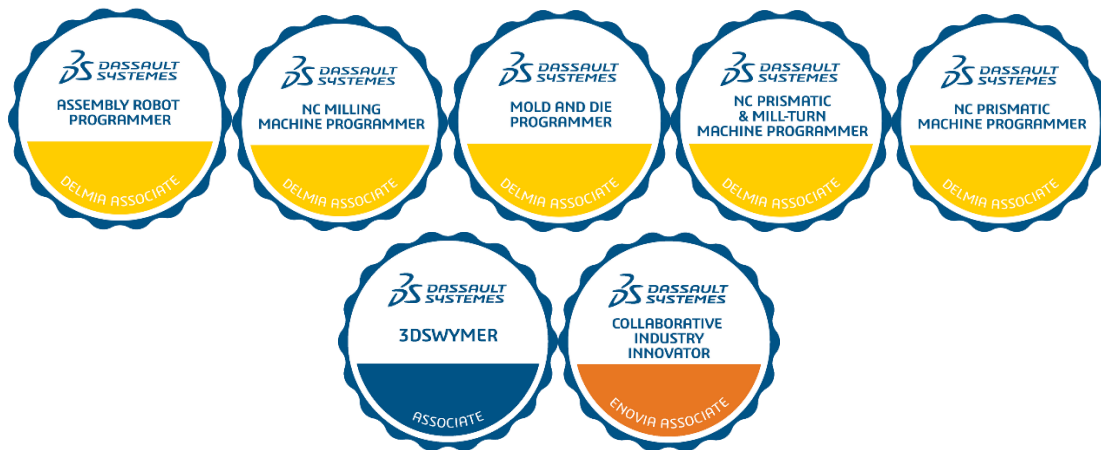 DASSAULT
SYSTEMES
ASSEMBLY ROBOT
PROGRAMMER
DELMIA ASSOCIATE
DASSAULT
SYSTEMES
NC MILLING
MACHINE PROGRAMMER
DELMIA ASSOCIATE
DASSAULT
SYSTEMES
MOLD AND DIE
PROGRAMMER
DELMIA ASSOCIATE
DASSAULT
SYSTEMES
NC PRISMATIC
& MILL-TURN
MACHINE PROGRAMMER
DELMIA ASSOCIATE
DASSAULT
SYSTEMES
NC PRISMATIC
MACHINE PROGRAMMER
DELMIA ASSOCIATE
DASSAULT
SYSTEMES
3DSWYMER
ASSOCIATE
DASSAULT
SYSTEMES
COLLABORATIVE
INDUSTRY
INNOVATOR
ENOVIA ASSOCIATE